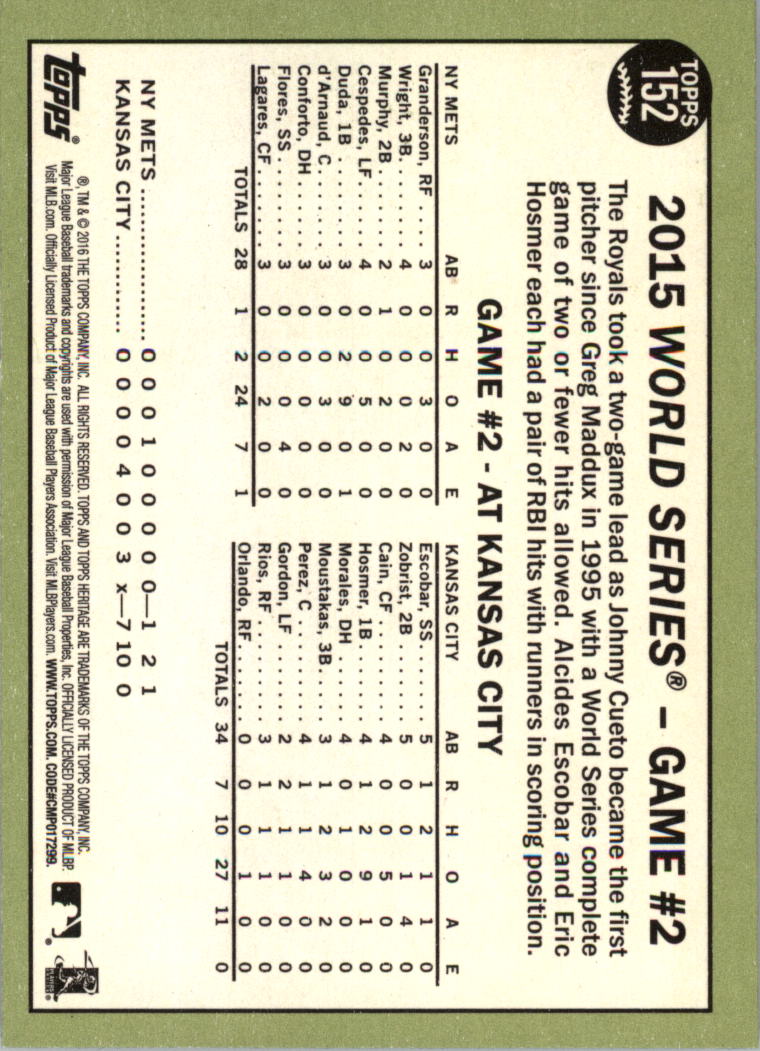 TOPPS
152
2015 WORLD SERIES® – GAME #2
The Royals took a two-game lead as Johnny Cueto became the first
pitcher since Greg Maddux in 1995 with a World Series complete
game of two or fewer hits allowed. Alcides Escobar and Eric
Hosmer each had a pair of RBI hits with runners in scoring position.
GAME #2 - AT KANSAS CITY
NY METS AB R H O A E
Granderson, RF . . . . 3 0 0 3 0 0
Wright, 3B. . . . . . . 4 0 0 0 2 0
Murphy, 2B . . . . . . 2 1 0 2 0 0
Cespedes, LF . . . . . 4 0 0 5 0 0
Duda, 1B . . . . . . . 3 0 2 9 0 1
d'Arnaud, C. . . . . . 3 0 0 3 0 0
Conforto, DH . . . . . 3 0 0 0 0 0
Flores, SS . . . . . . . 3 0 0 0 4 0
Lagares, CF. . . . . . . 3 0 0 2 0 0
TOTALS 28 1 2 24 7 1
KANSAS CITY AB R H O A E
Escobar, SS . . . . . . 5 1 2 1 1 0
Zobrist, 2B . . . . . . 5 0 0 1 4 0
Cain, CF . . . . . . . . 4 0 0 5 0 0
Hosmer, 1B . . . . . . 4 1 2 9 1 0
Morales, DH . . . . . 4 0 1 0 0 0
Moustakas, 3B . . . . 3 1 2 3 2 0
Perez, C . . . . . . . . 4 1 1 4 0 0
Gordon, LF . . . . . . 2 2 1 1 0 0
Rios, RF . . . . . . . . 3 1 1 1 0 0
Orlando, RF. . . . . . 0 0 0 1 0 0
TOTALS 34 7 10 27 11 0
NY METS ........................ 0 0 0 1 0 0 0 0 0—1 2 1
KANSAS CITY ............... 0 0 0 0 4 0 0 3 x—7 10 0
topps®
®, TM & © 2016 THE TOPPS COMPANY, INC. ALL RIGHTS RESERVED. TOPPS AND TOPPS HERITAGE ARE TRADEMARKS OF THE TOPPS COMPANY, INC.
Major League Baseball trademarks and copyrights are used with permission of Major League Baseball Properties, Inc. OFFICIALLY LICENSED PRODUCT OF MLBP.
Visit MLB.com. Officially Licensed Product of Major League Baseball Players Association. Visit MLBPlayers.com. WWW.TOPPS.COM. CODE#CMP017299.